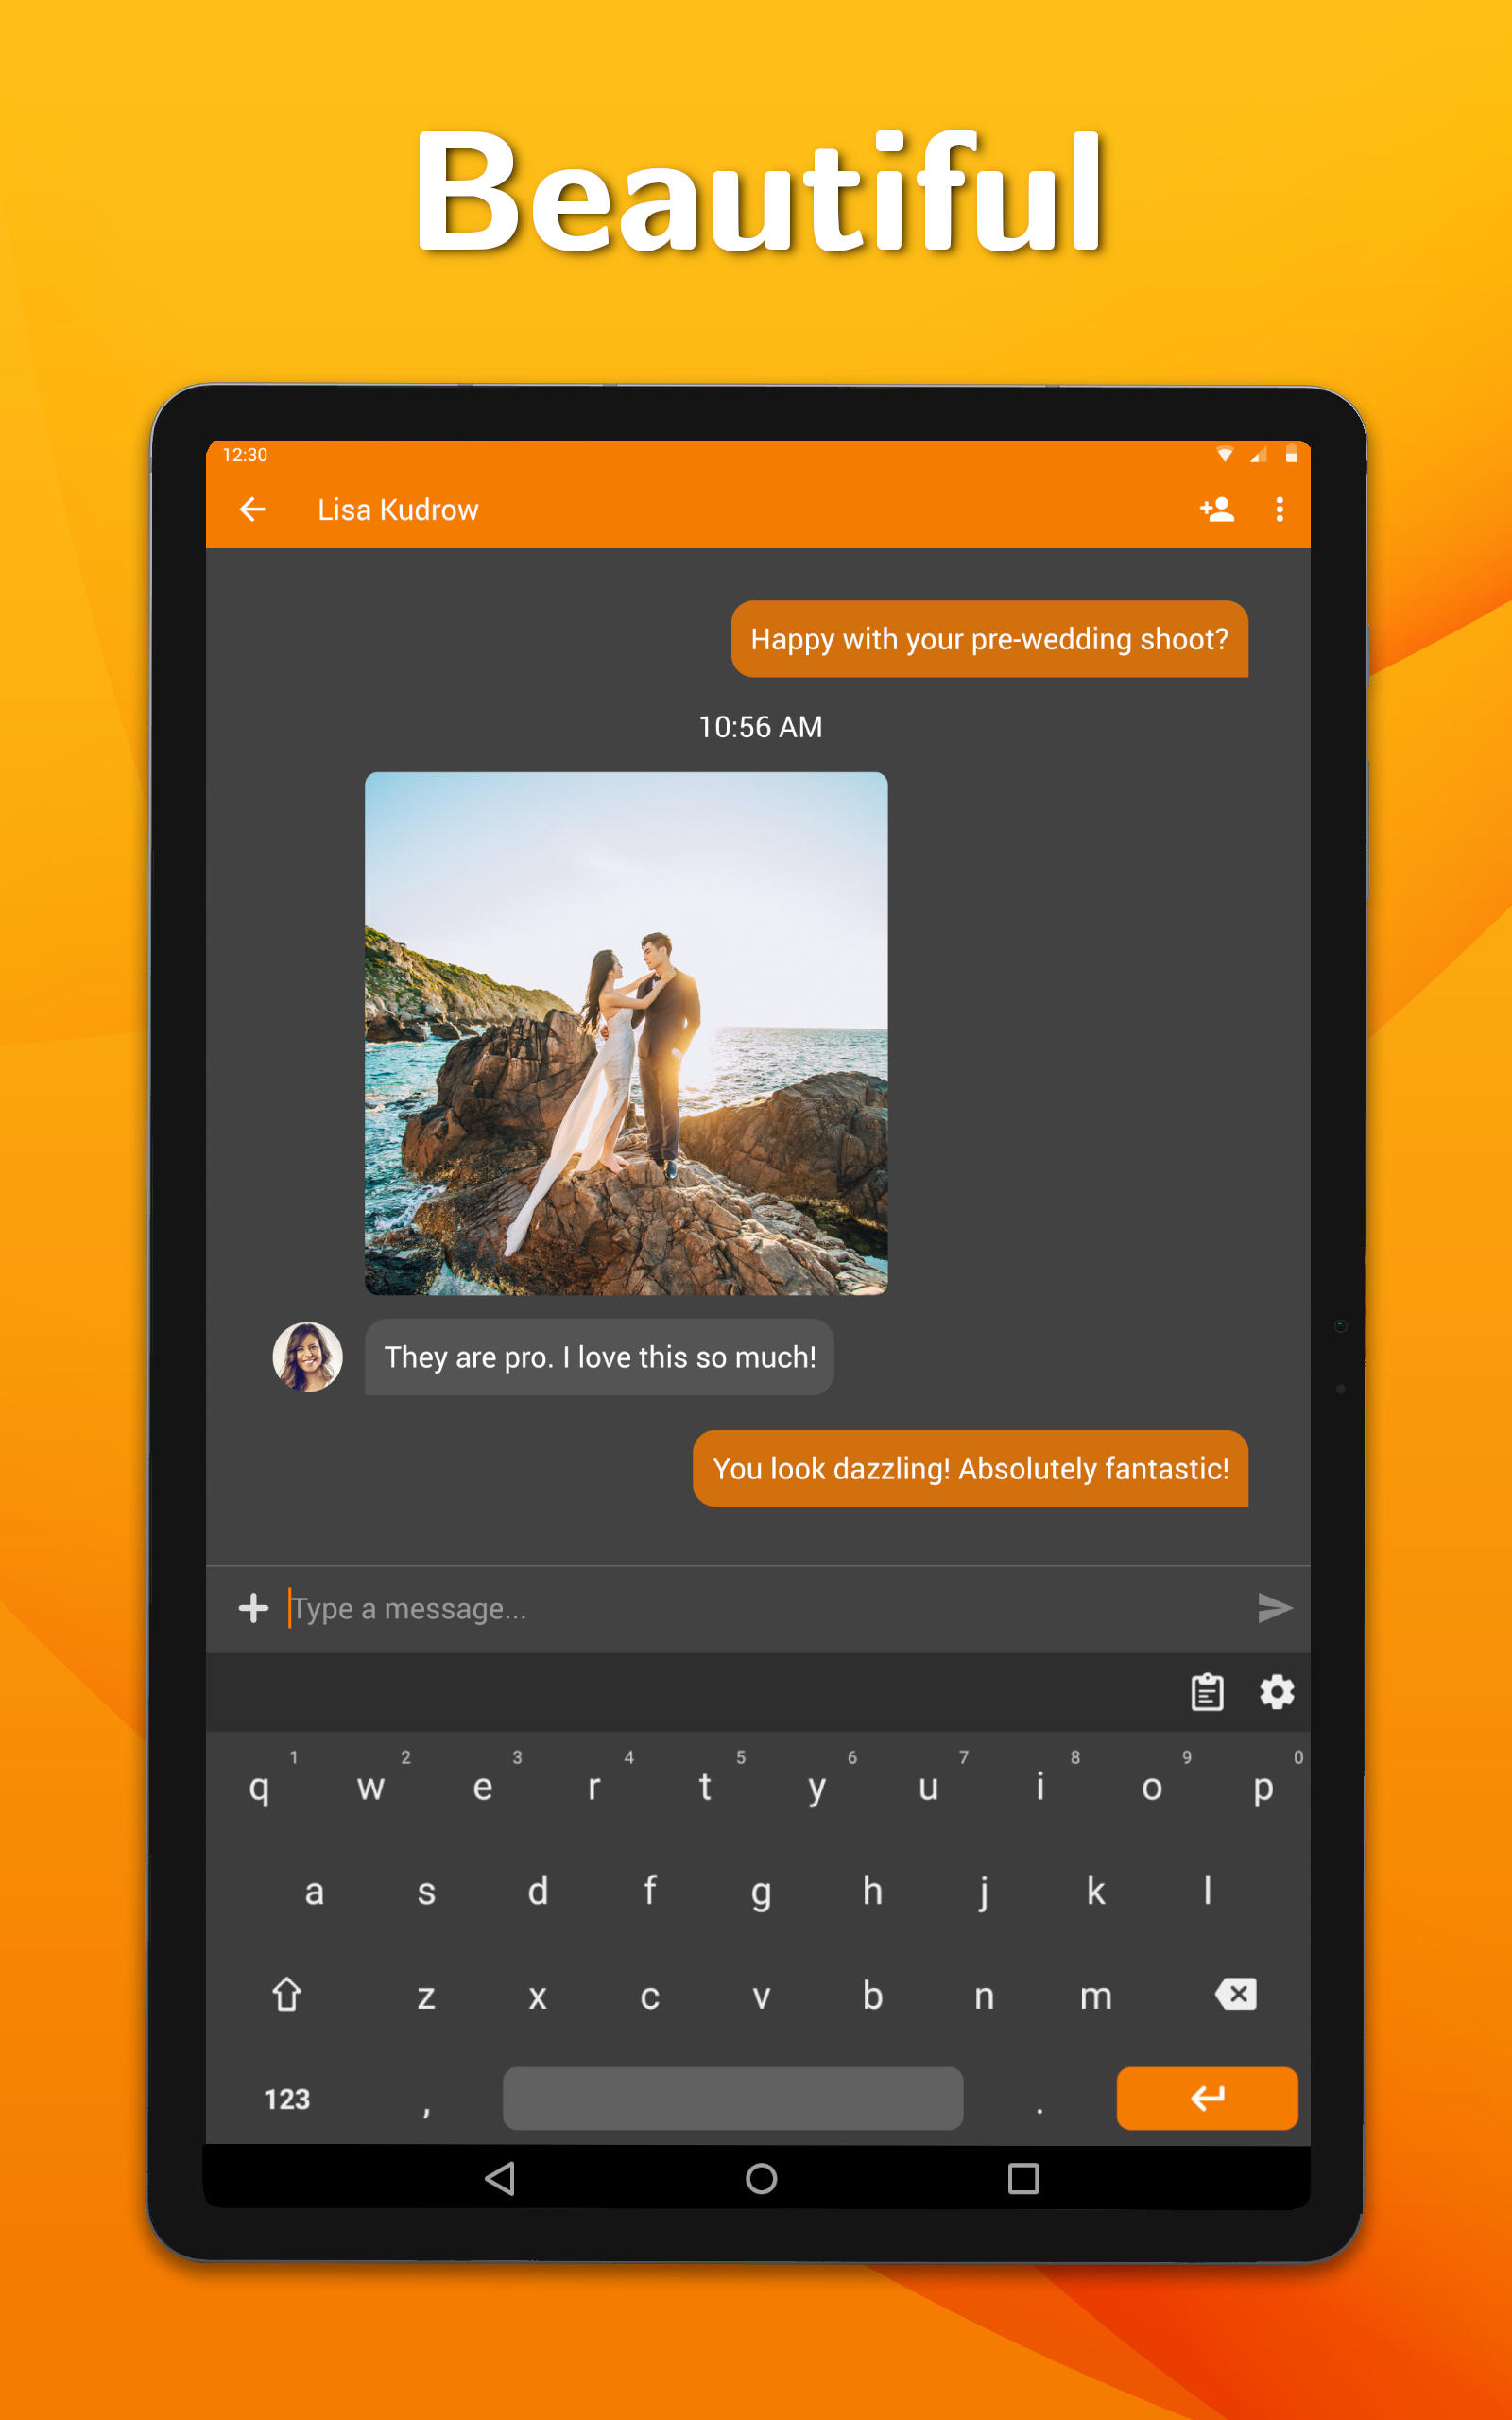 Beautiful
12:30
Lisa Kudrow
Happy with your pre-wedding shoot?
10:56 AM
They are pro. I love this so much!
You look dazzling! Absolutely fantastic!
Type a message...
1 2 3 4 5 6 7 8 9 0
q w e r t y u i o p
a s d f g h j k l
z x c v b n m
123 , .